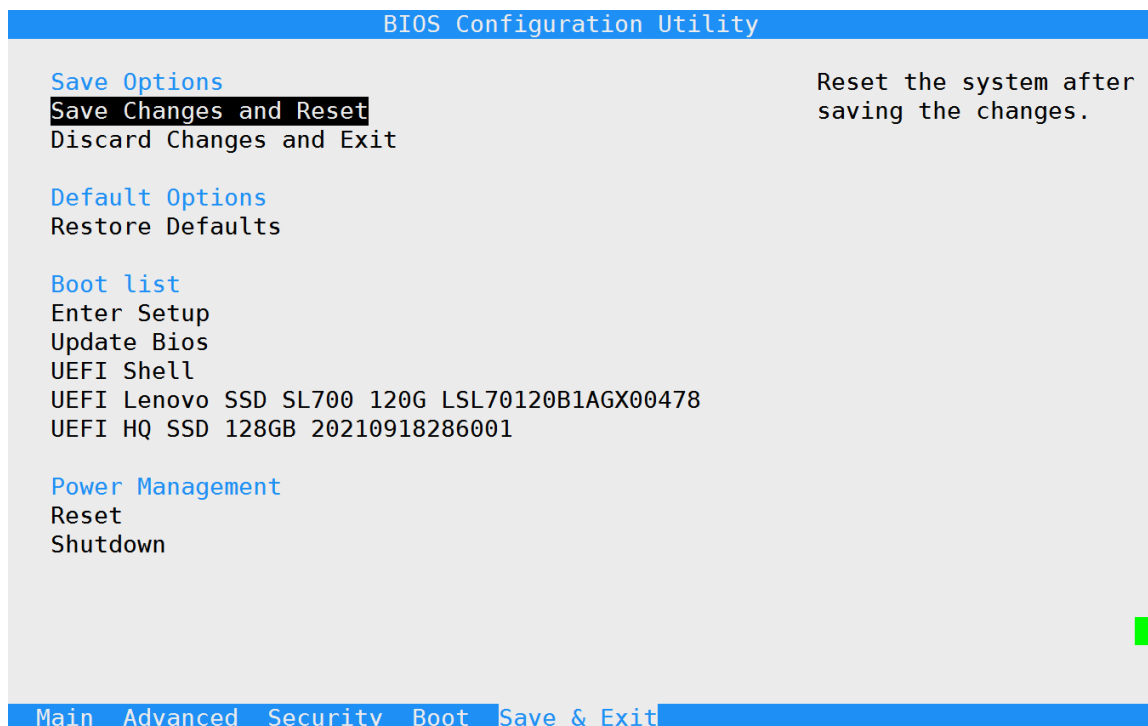 BIOS Configuration Utility
Save Options
Save Changes and Reset
Discard Changes and Exit
Default Options
Restore Defaults
Boot list
Enter Setup
Update Bios
UEFI Shell
UEFI Lenovo SSD SL700 120G LSL70120B1AGX00478
UEFI HQ SSD 128GB 20210918286001
Power Management
Reset
Shutdown
Reset the system after
saving the changes.
Main Advanced Security Boot Save & Exit